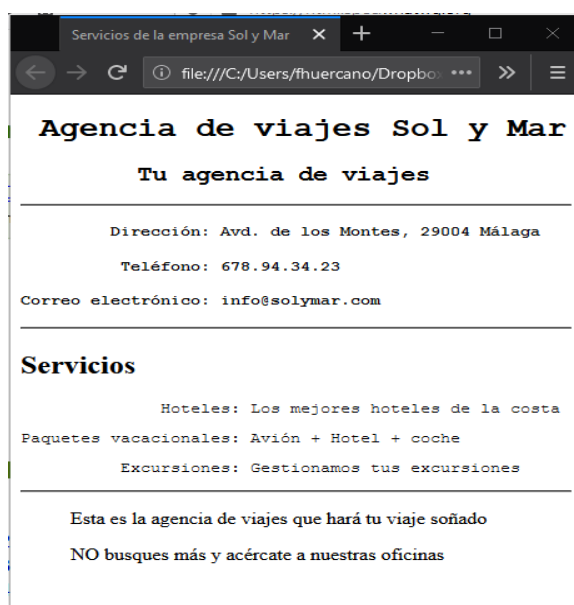 Servicios de la empresa Sol y Mar
file:///C:/Users/fhuercano/Dropbo
Agencia de viajes Sol y Mar
Tu agencia de viajes
Dirección: Avd. de los Montes, 29004 Málaga
Teléfono: 678.94.34.23
Correo electrónico: info@solymar.com
Servicios
Hoteles: Los mejores hoteles de la costa
Paquetes vacacionales: Avión + Hotel + coche
Excursiones: Gestionamos tus excursiones
Esta es la agencia de viajes que hará tu viaje soñado
NO busques más y acércate a nuestras oficinas